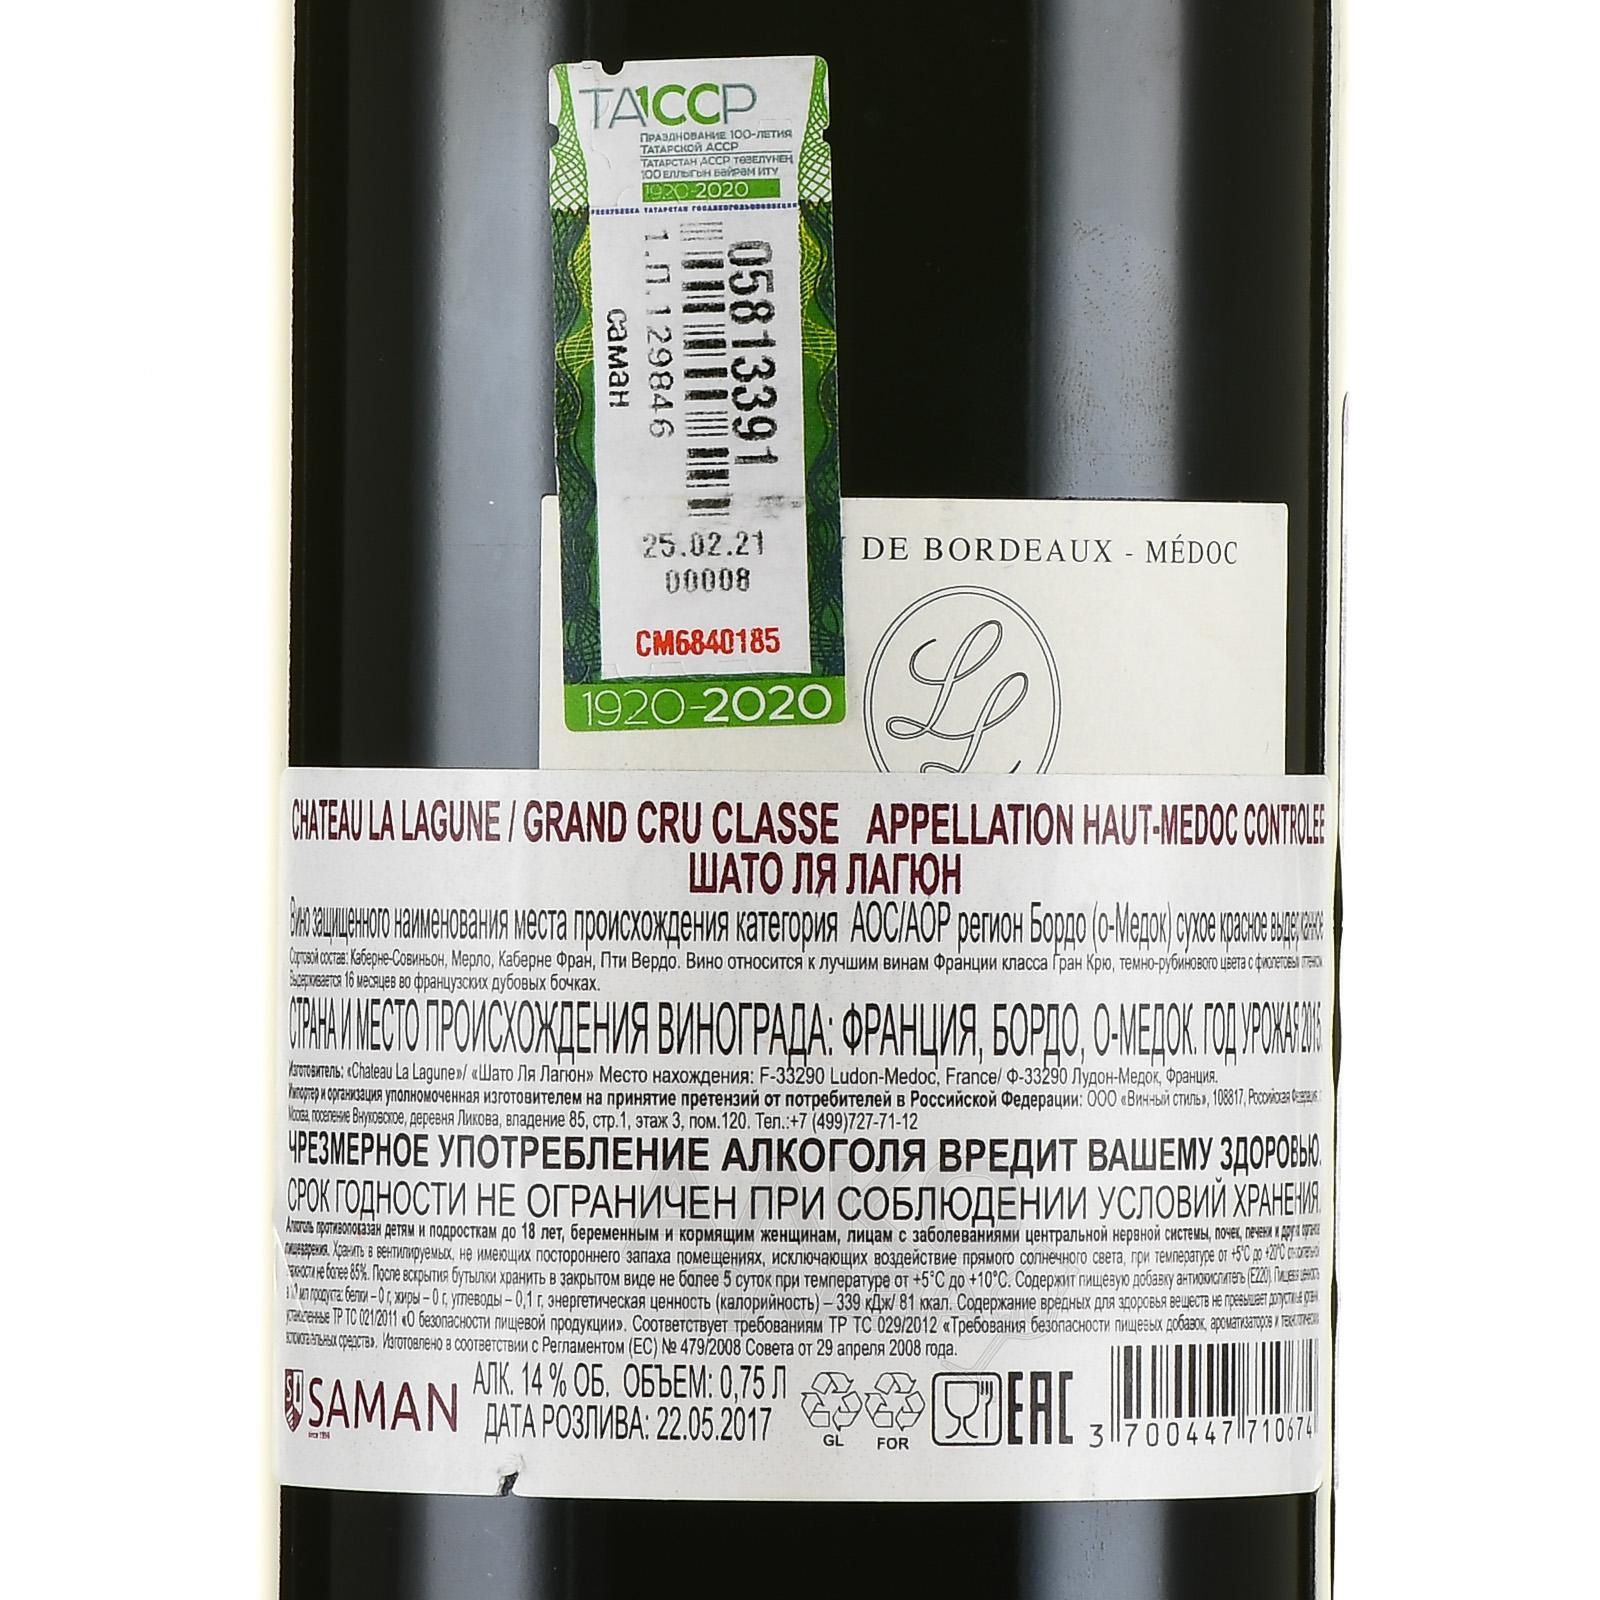 TA1CCP
ПРАЗДНОВАНИЕ 100-ЛЕТИЯ
ТАТАРСКОЙ АССР
ТАТАРСТАН АССР ТӨЗЕЛҮНЕҢ
100 ЕЛЛЫГЫН БӘЙРӘМ ИТҮ
1920-2020
РЕСПУБЛИКА ТАТАРСТАН ГОСАЛКОГОЛЬИНСПЕКЦИЯ
05813391
1.П.129846
саман
25.02.21
00008
СМ6840185
1920-2020
DE BORDEAUX - MÉDOC
LL
CHATEAU LA LAGUNE / GRAND CRU CLASSE APPELLATION HAUT-MEDOC CONTROLEE
ШАТО ЛЯ ЛАГЮН
Вино защищенного наименования места происхождения категория АОС/АОР регион Бордо (о-Медок) сухое красное выдержанное
Сортовой состав: Каберне-Совиньон, Мерло, Каберне Фран, Пти Вердо. Вино относится к лучшим винам Франции класса Гран Крю, темно-рубинового цвета с фиолетовым оттенком.
Выдерживается 16 месяцев во французских дубовых бочках.
СТРАНА И МЕСТО ПРОИСХОЖДЕНИЯ ВИНОГРАДА: ФРАНЦИЯ, БОРДО, О-МЕДОК. ГОД УРОЖАЯ 2015.
Изготовитель: «Chateau La Lagune»/ «Шато Ля Лагюн» Место нахождения: F-33290 Ludon-Medoc, France/ Ф-33290 Лудон-Медок, Франция.
Импортер и организация уполномоченная изготовителем на принятие претензий от потребителей в Российской Федерации: ООО «Винный стиль», 108817, Российская
Москва, поселение Внуковское, деревня Ликова, владение 85, стр.1, этаж 3, пом.120. Тел.:+7 (499)727-71-12
ЧРЕЗМЕРНОЕ УПОТРЕБЛЕНИЕ АЛКОГОЛЯ ВРЕДИТ ВАШЕМУ ЗДОРОВЬЮ.
СРОК ГОДНОСТИ НЕ ОГРАНИЧЕН ПРИ СОБЛЮДЕНИИ УСЛОВИЙ ХРАНЕНИЯ.
Алкоголь противопоказан детям и подросткам до 18 лет, беременным и кормящим женщинам, лицам с заболеваниями центральной нервной системы, почек, печени и других органов
пищеварения. Хранить в вентилируемых, не имеющих постороннего запаха помещениях, исключающих воздействие прямого солнечного света, при температуре от +5°С до +20°С относительной
влажности не более 85%. После вскрытия бутылки хранить в закрытом виде не более 5 суток при температуре от +5°С до +10°С. Содержит пищевую добавку антиокислитель (Е220). Пищевая ценность
в 100 мл продукта: белки – 0 г, жиры – 0 г, углеводы – 0,1 г, энергетическая ценность (калорийность) – 339 кДж/ 81 ккал. Содержание вредных для здоровья веществ не превышает допустимые уровни,
установленные ТР ТС 021/2011 «О безопасности пищевой продукции». Соответствует требованиям ТР ТС 029/2012 «Требования безопасности пищевых добавок, ароматизаторов и технологических
вспомогательных средств». Изготовлено в соответствии с Регламентом (ЕС) № 479/2008 Совета от 29 апреля 2008 года.
SAMAN
since 1994
АЛК. 14 % ОБ. ОБЪЕМ: 0,75 Л
ДАТА РОЗЛИВА: 22.05.2017
GL
FOR
EAC
3 700447 710674